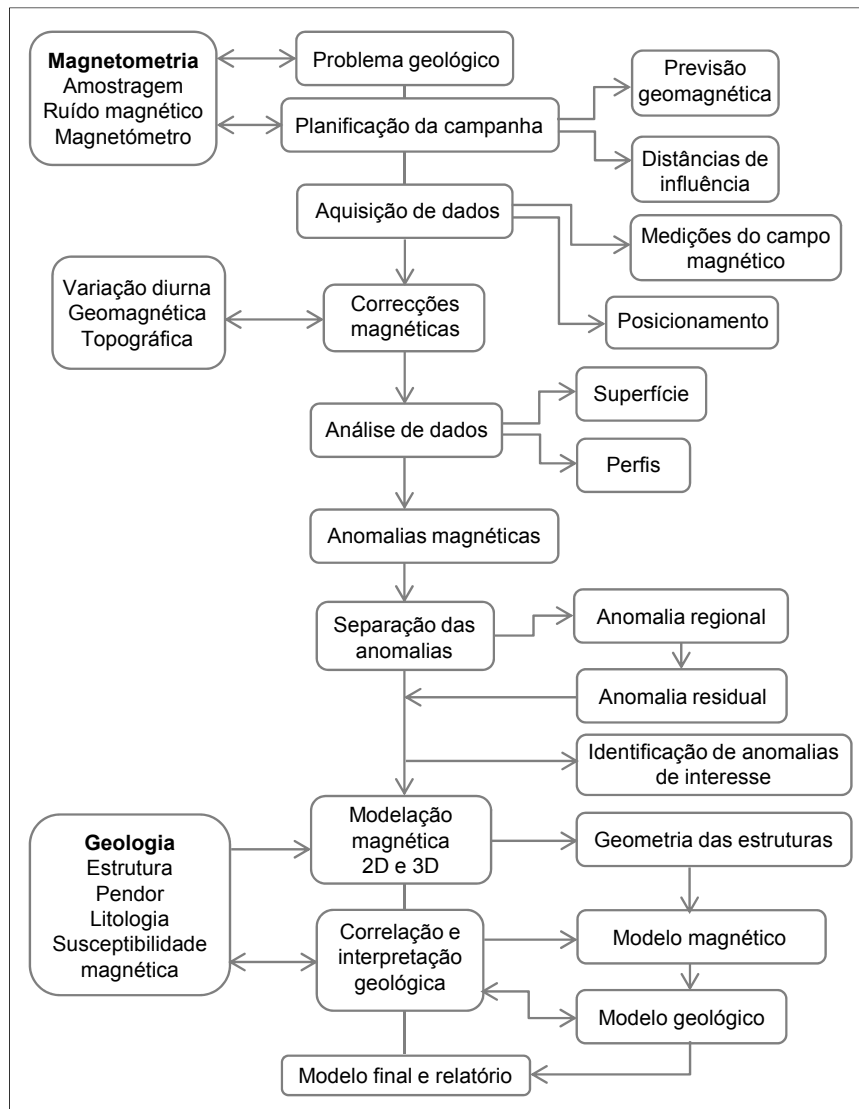 Magnetometria
Amostragem
Ruído magnético
Magnetómetro
Problema geológico
Planificação da campanha
Previsão
geomagnética
Distâncias de
influência
Aquisição de dados
Medições do campo
magnético
Posicionamento
Variação diurna
Geomagnética
Topográfica
Correcções
magnéticas
Análise de dados
Superfície
Perfis
Anomalias magnéticas
Separação das
anomalias
Anomalia regional
Anomalia residual
Identificação de anomalias
de interesse
Modelação
magnética
2D e 3D
Geometria das estruturas
Geologia
Estrutura
Pendor
Litologia
Susceptibilidade
magnética
Correlação e
interpretação
geológica
Modelo magnético
Modelo geológico
Modelo final e relatório